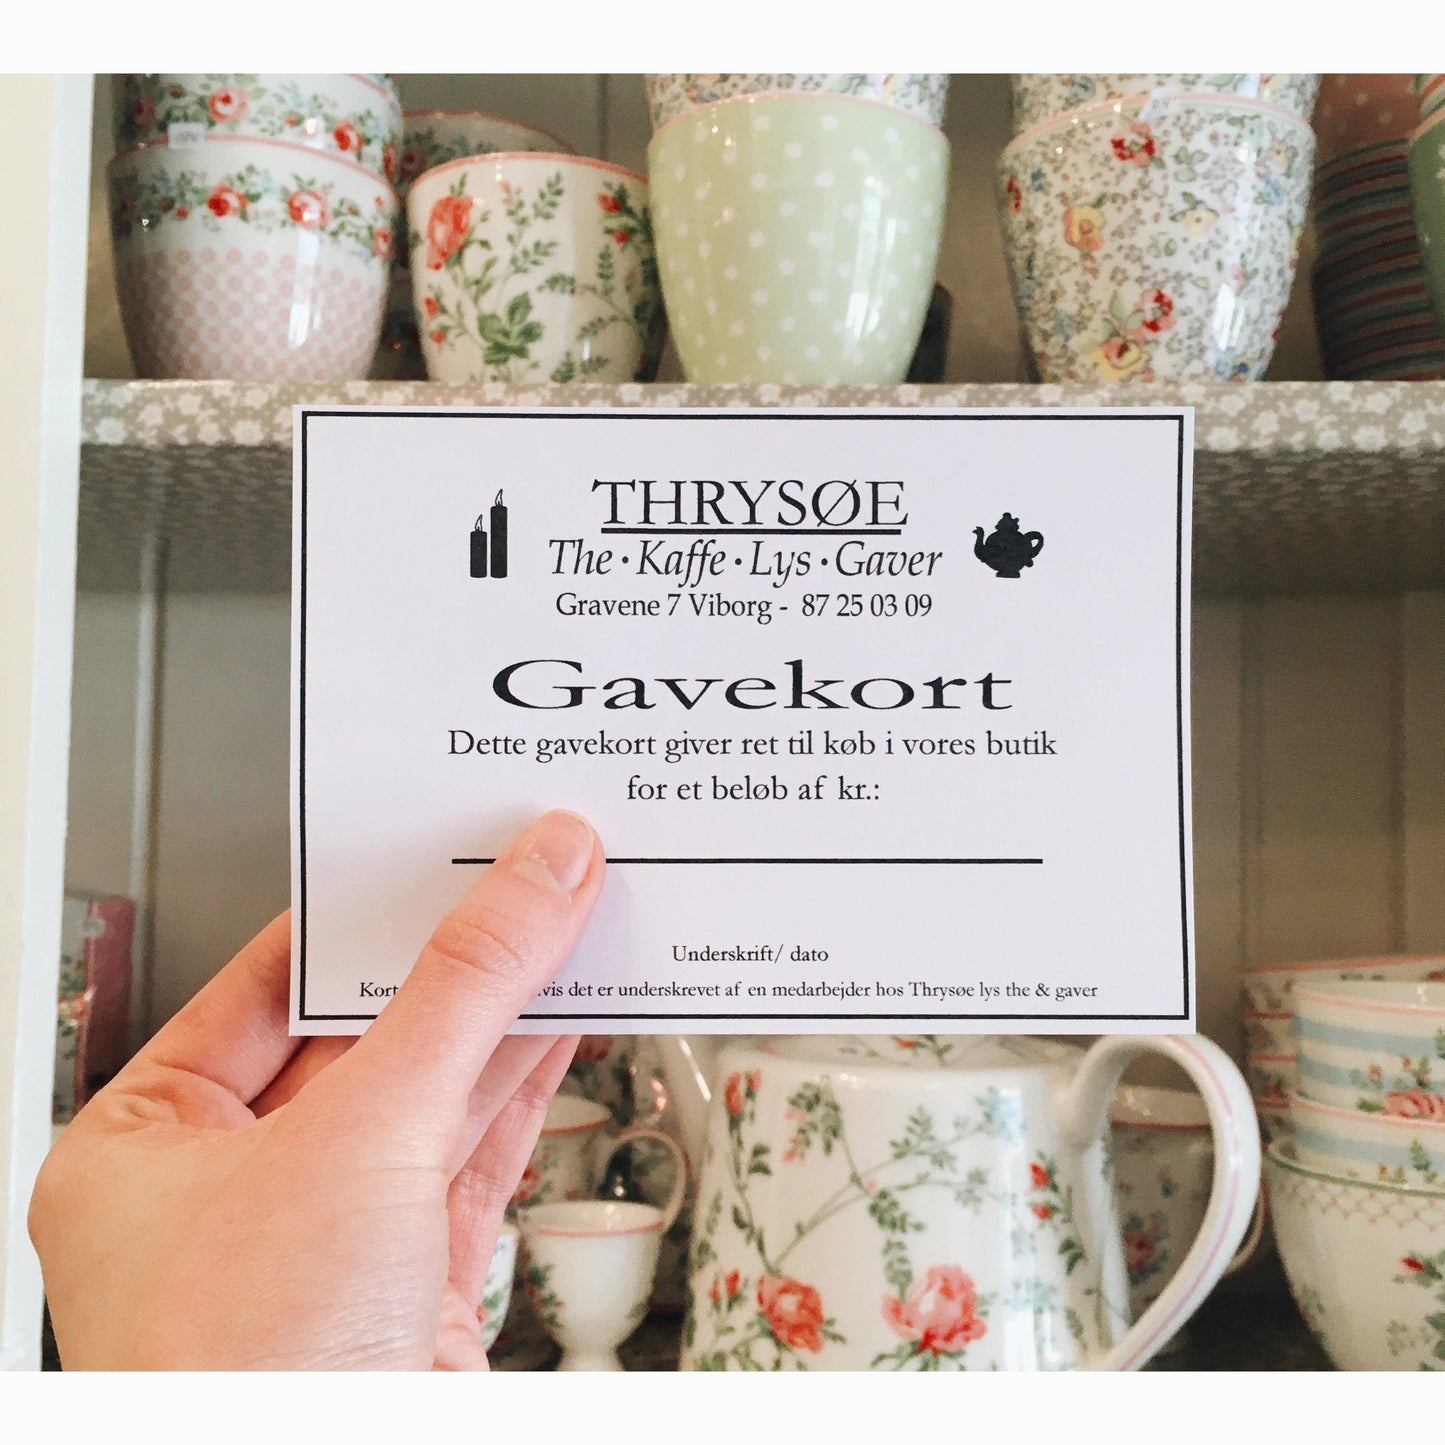 THRYSØE
The · Kaffe · Lys · Gaver
Gravene 7 Viborg - 87 25 03 09
Gavekort
Dette gavekort giver ret til køb i vores butik
for et beløb af kr.:
Underskrift/ dato
det er underskrevet af en medarbejder hos Thrysøe lys the & gaver